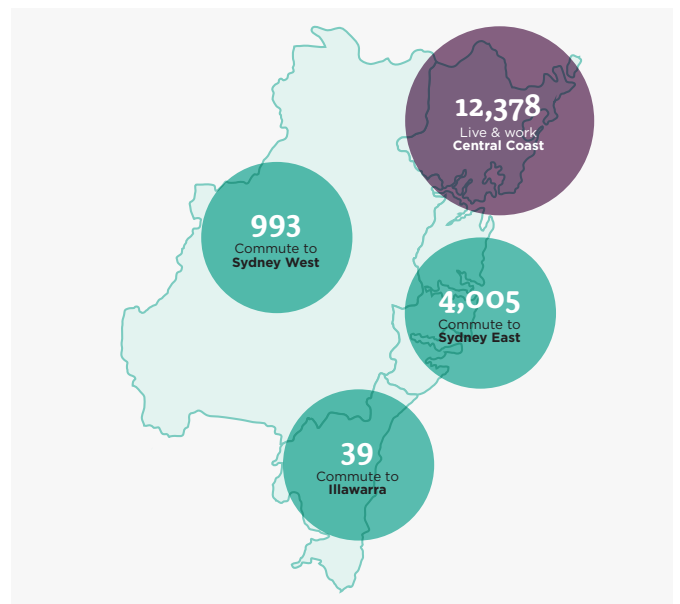 12,378
Live & work
Central Coast
993
Commute to
Sydney West
4,005
Commute to
Sydney East
39
Commute to
Illawarra